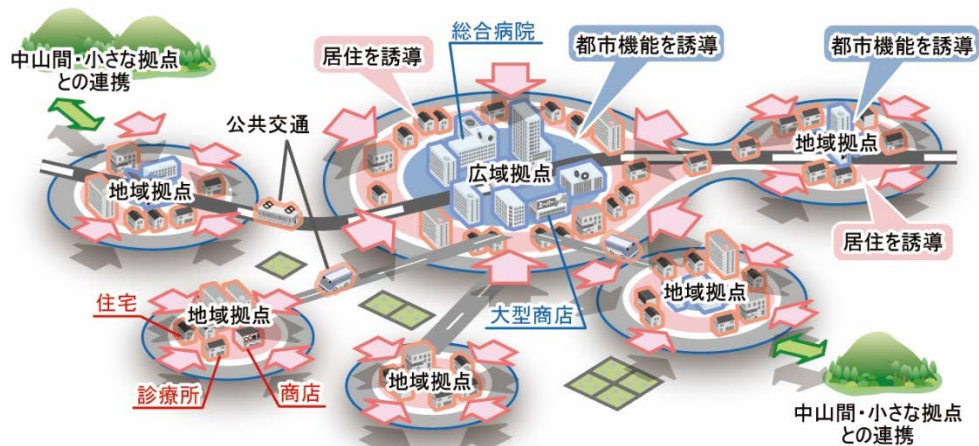 中山間・小さな拠点
との連携
総合病院
居住を誘導
都市機能を誘導
都市機能を誘導
公共交通
地域拠点
広域拠点
地域拠点
居住を誘導
住宅
地域拠点
大型商店
地域拠点
診療所
商店
地域拠点
中山間・小さな拠点
との連携